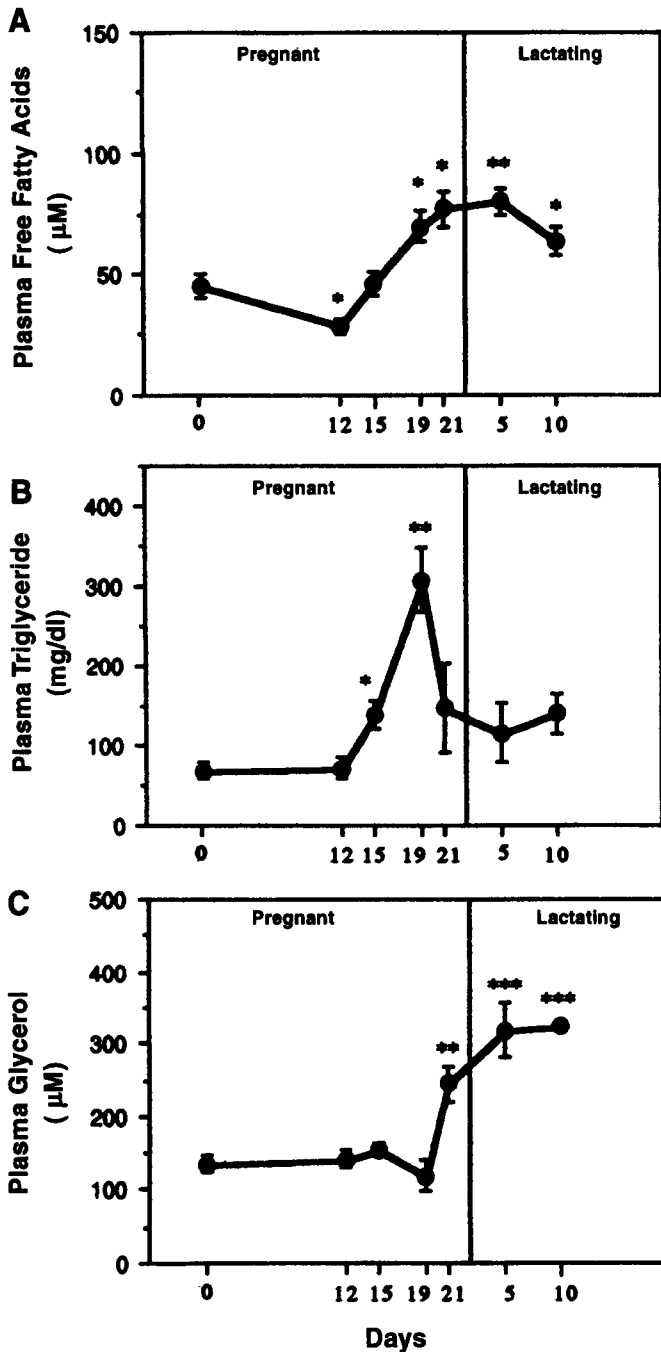 A
Plasma Free Fatty Acids
( μM)
150
100
50
0
Pregnant
Lactating
*
*
*
**
*
0
12
15
19
21
5
10
B
Plasma Triglyceride
(mg/dl)
400
300
200
100
0
Pregnant
Lactating
*
**
0
12
15
19
21
5
10
C
Plasma Glycerol
( μM)
500
400
300
200
100
0
Pregnant
Lactating
**
***
***
0
12
15
19
21
5
10
Days